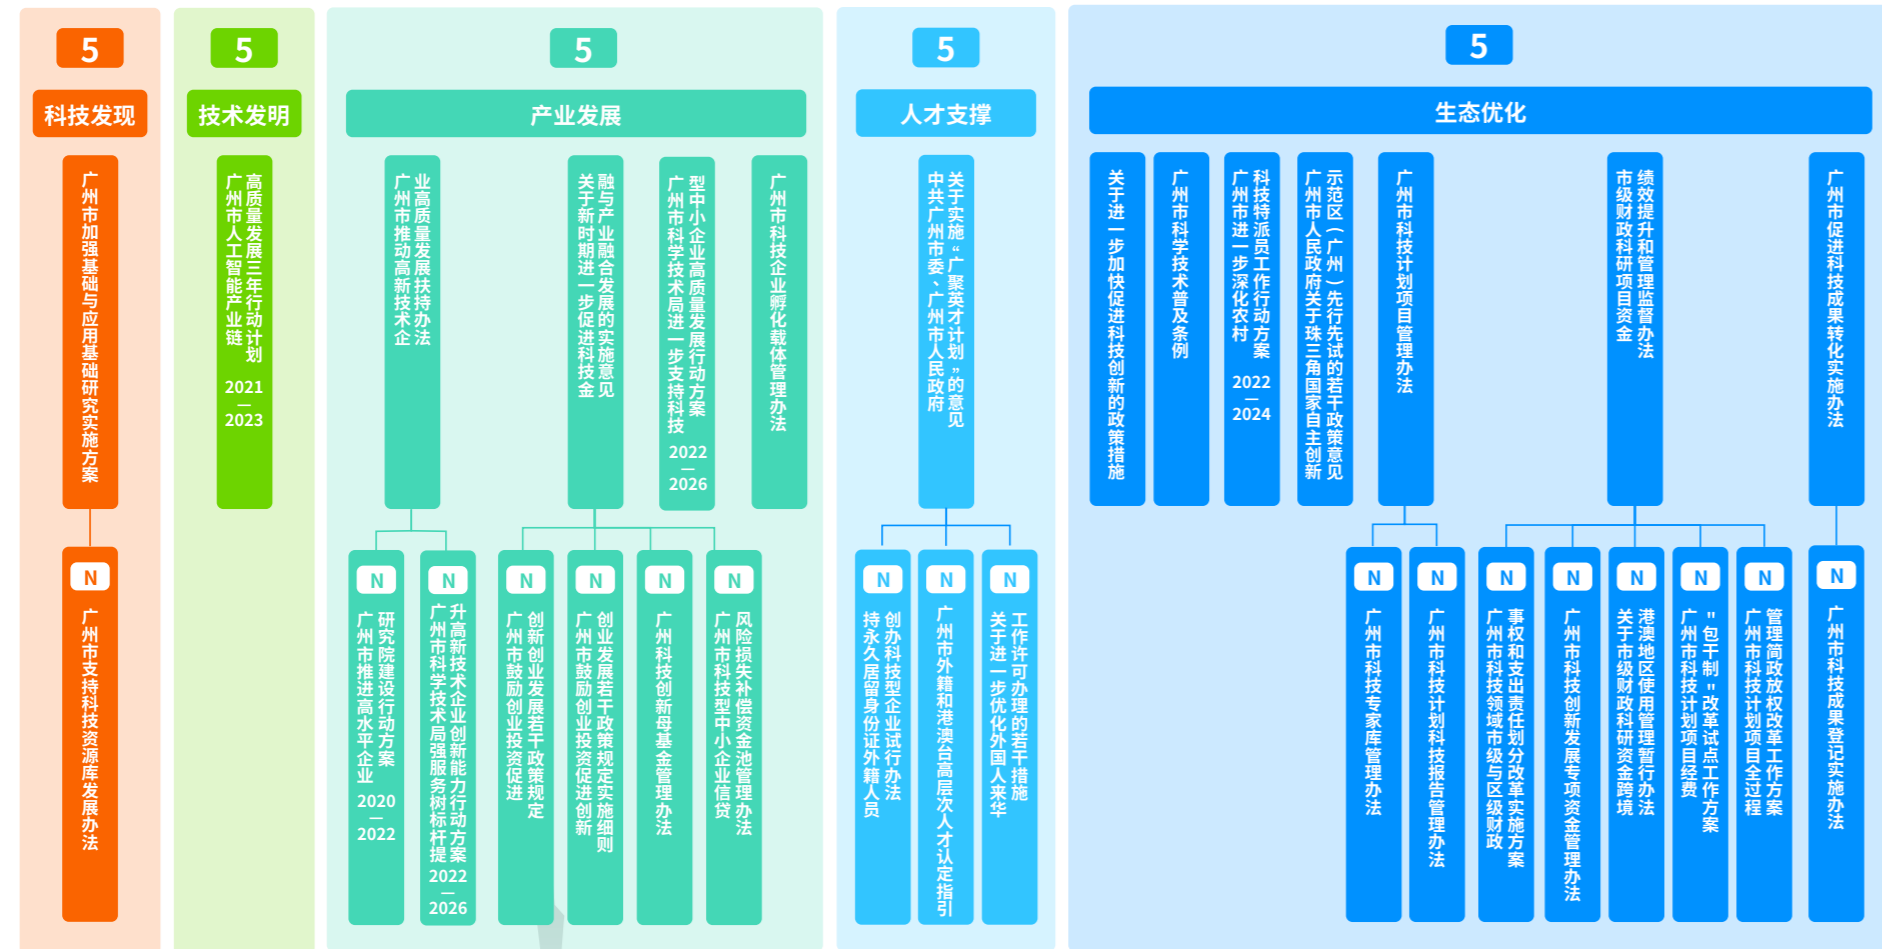 5
科技发现
广州市加强基础与应用基础研究实施方案
N
广州市支持科技资源库发展办法
5
技术发明
广州市人工智能产业链
高质量发展三年行动计划
2021
—
2023
5
产业发展
广州市推动高新技术企
业高质量发展扶持办法
关于新时期进一步促进科技金
融与产业融合发展的实施意见
广州市科学技术局进一步支持科技
型中小企业高质量发展行动方案
2022
—
2026
广州市科技企业孵化载体管理办法
N
广州市推进高水平企业
研究院建设行动方案
2020
—
2022
N
广州市科学技术局强服务树标杆提
升高新技术企业创新能力行动方案
2022
—
2026
N
广州市鼓励创业投资促进
创新创业发展若干政策规定
N
广州市鼓励创业投资促进创新
创业发展若干政策规定实施细则
N
广州科技创新母基金管理办法
N
广州市科技型中小企业信贷
风险损失补偿资金池管理办法
5
人才支撑
中共广州市委、广州市人民政府
关于实施“广聚英才计划”的意见
N
持永久居留身份证外籍人员
创办科技型企业试行办法
N
广州市外籍和港澳台高层次人才认定指引
N
关于进一步优化外国人来华
工作许可办理的若干措施
5
生态优化
关于进一步加快促进科技创新的政策措施
广州市科学技术普及条例
广州市进一步深化农村
科技特派员工作行动方案
2022
—
2024
广州市人民政府关于珠三角国家自主创新
示范区（广州）先行先试的若干政策意见
广州市科技计划项目管理办法
市级财政科研项目资金
绩效提升和管理监督办法
广州市促进科技成果转化实施办法
N
广州市科技专家库管理办法
N
广州市科技计划科技报告管理办法
N
广州市科技领域市级与区级财政
事权和支出责任划分改革实施方案
N
广州市科技创新发展专项资金管理办法
N
关于市级财政科研资金跨境
港澳地区使用管理暂行办法
N
广州市科技计划项目经费
"包干制"改革试点工作方案
N
广州市科技计划项目全过程
管理简政放权改革工作方案
N
广州市科技成果登记实施办法